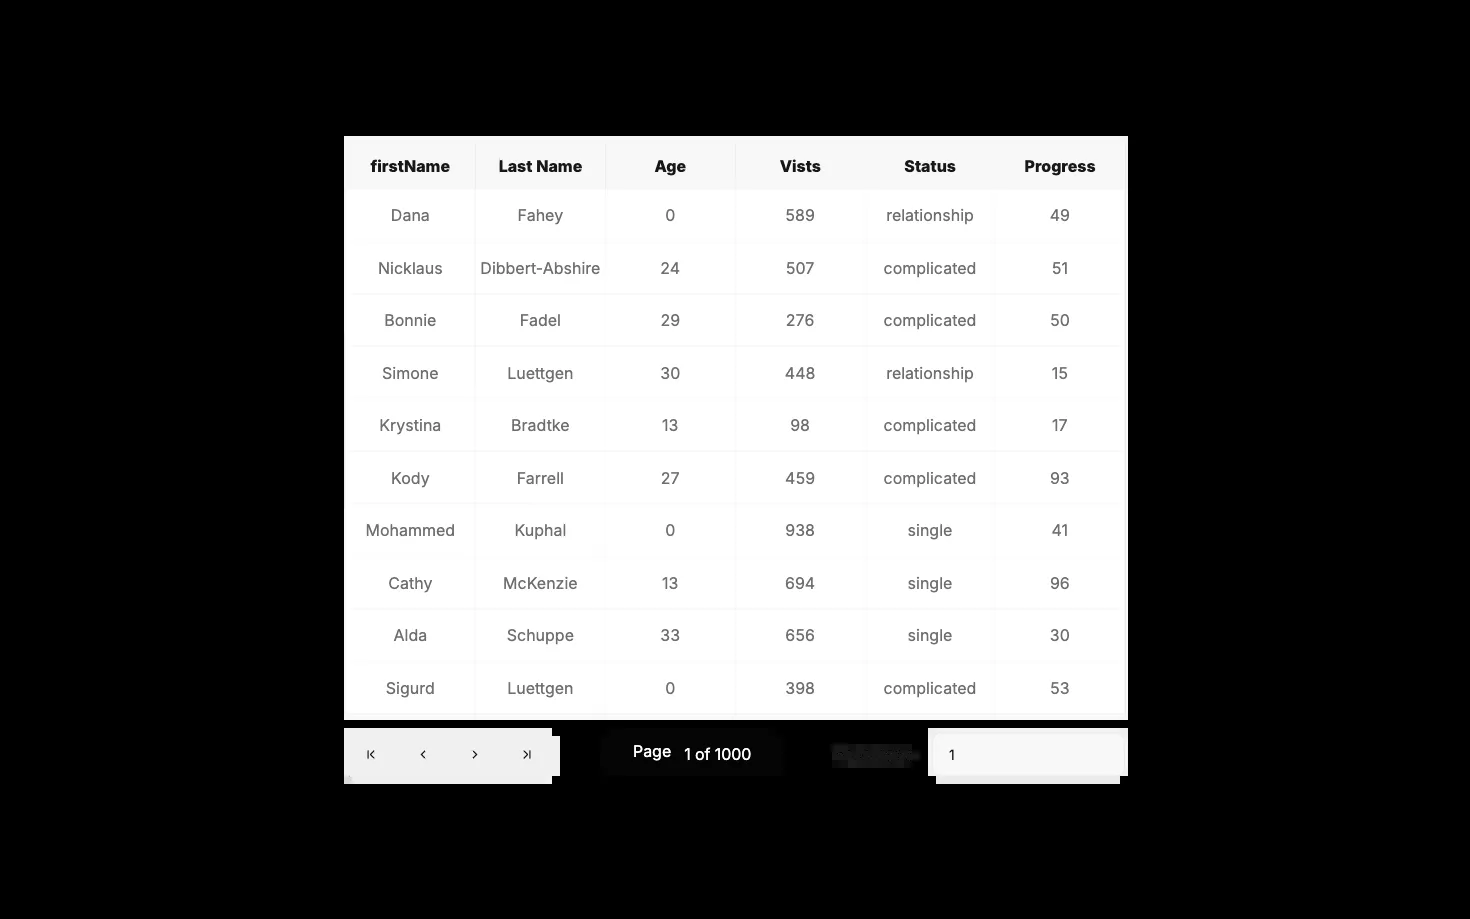 firstName Last Name Age Vists Status Progress
Dana Fahey 0 589 relationship 49
Nicklaus Dibbert-Abshire 24 507 complicated 51
Bonnie Fadel 29 276 complicated 50
Simone Luettgen 30 448 relationship 15
Krystina Bradtke 13 98 complicated 17
Kody Farrell 27 459 complicated 93
Mohammed Kuphal 0 938 single 41
Cathy McKenzie 13 694 single 96
Alda Schuppe 33 656 single 30
Sigurd Luettgen 0 398 complicated 53
Page 1 of 1000 1